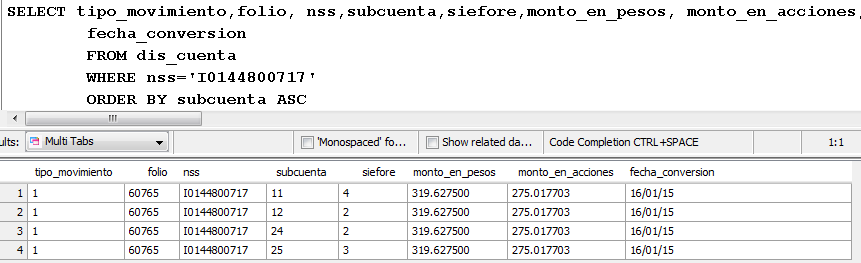 SELECT tipo_movimiento,folio, nss,subcuenta,siefore,monto_en_pesos, monto_en_acciones,
fecha_conversion
FROM dis_cuenta
WHERE nss='I0144800717'
ORDER BY subcuenta ASC
ults: Multi Tabs 'Monospaced' fo... Show related da... Code Completion CTRL+SPACE 1:1
tipo_movimiento folio nss subcuenta siefore monto_en_pesos monto_en_acciones fecha_conversion
1 1 60765 I0144800717 11 4 319.627500 275.017703 16/01/15
2 1 60765 I0144800717 12 2 319.627500 275.017703 16/01/15
3 1 60765 I0144800717 24 2 319.627500 275.017703 16/01/15
4 1 60765 I0144800717 25 3 319.627500 275.017703 16/01/15